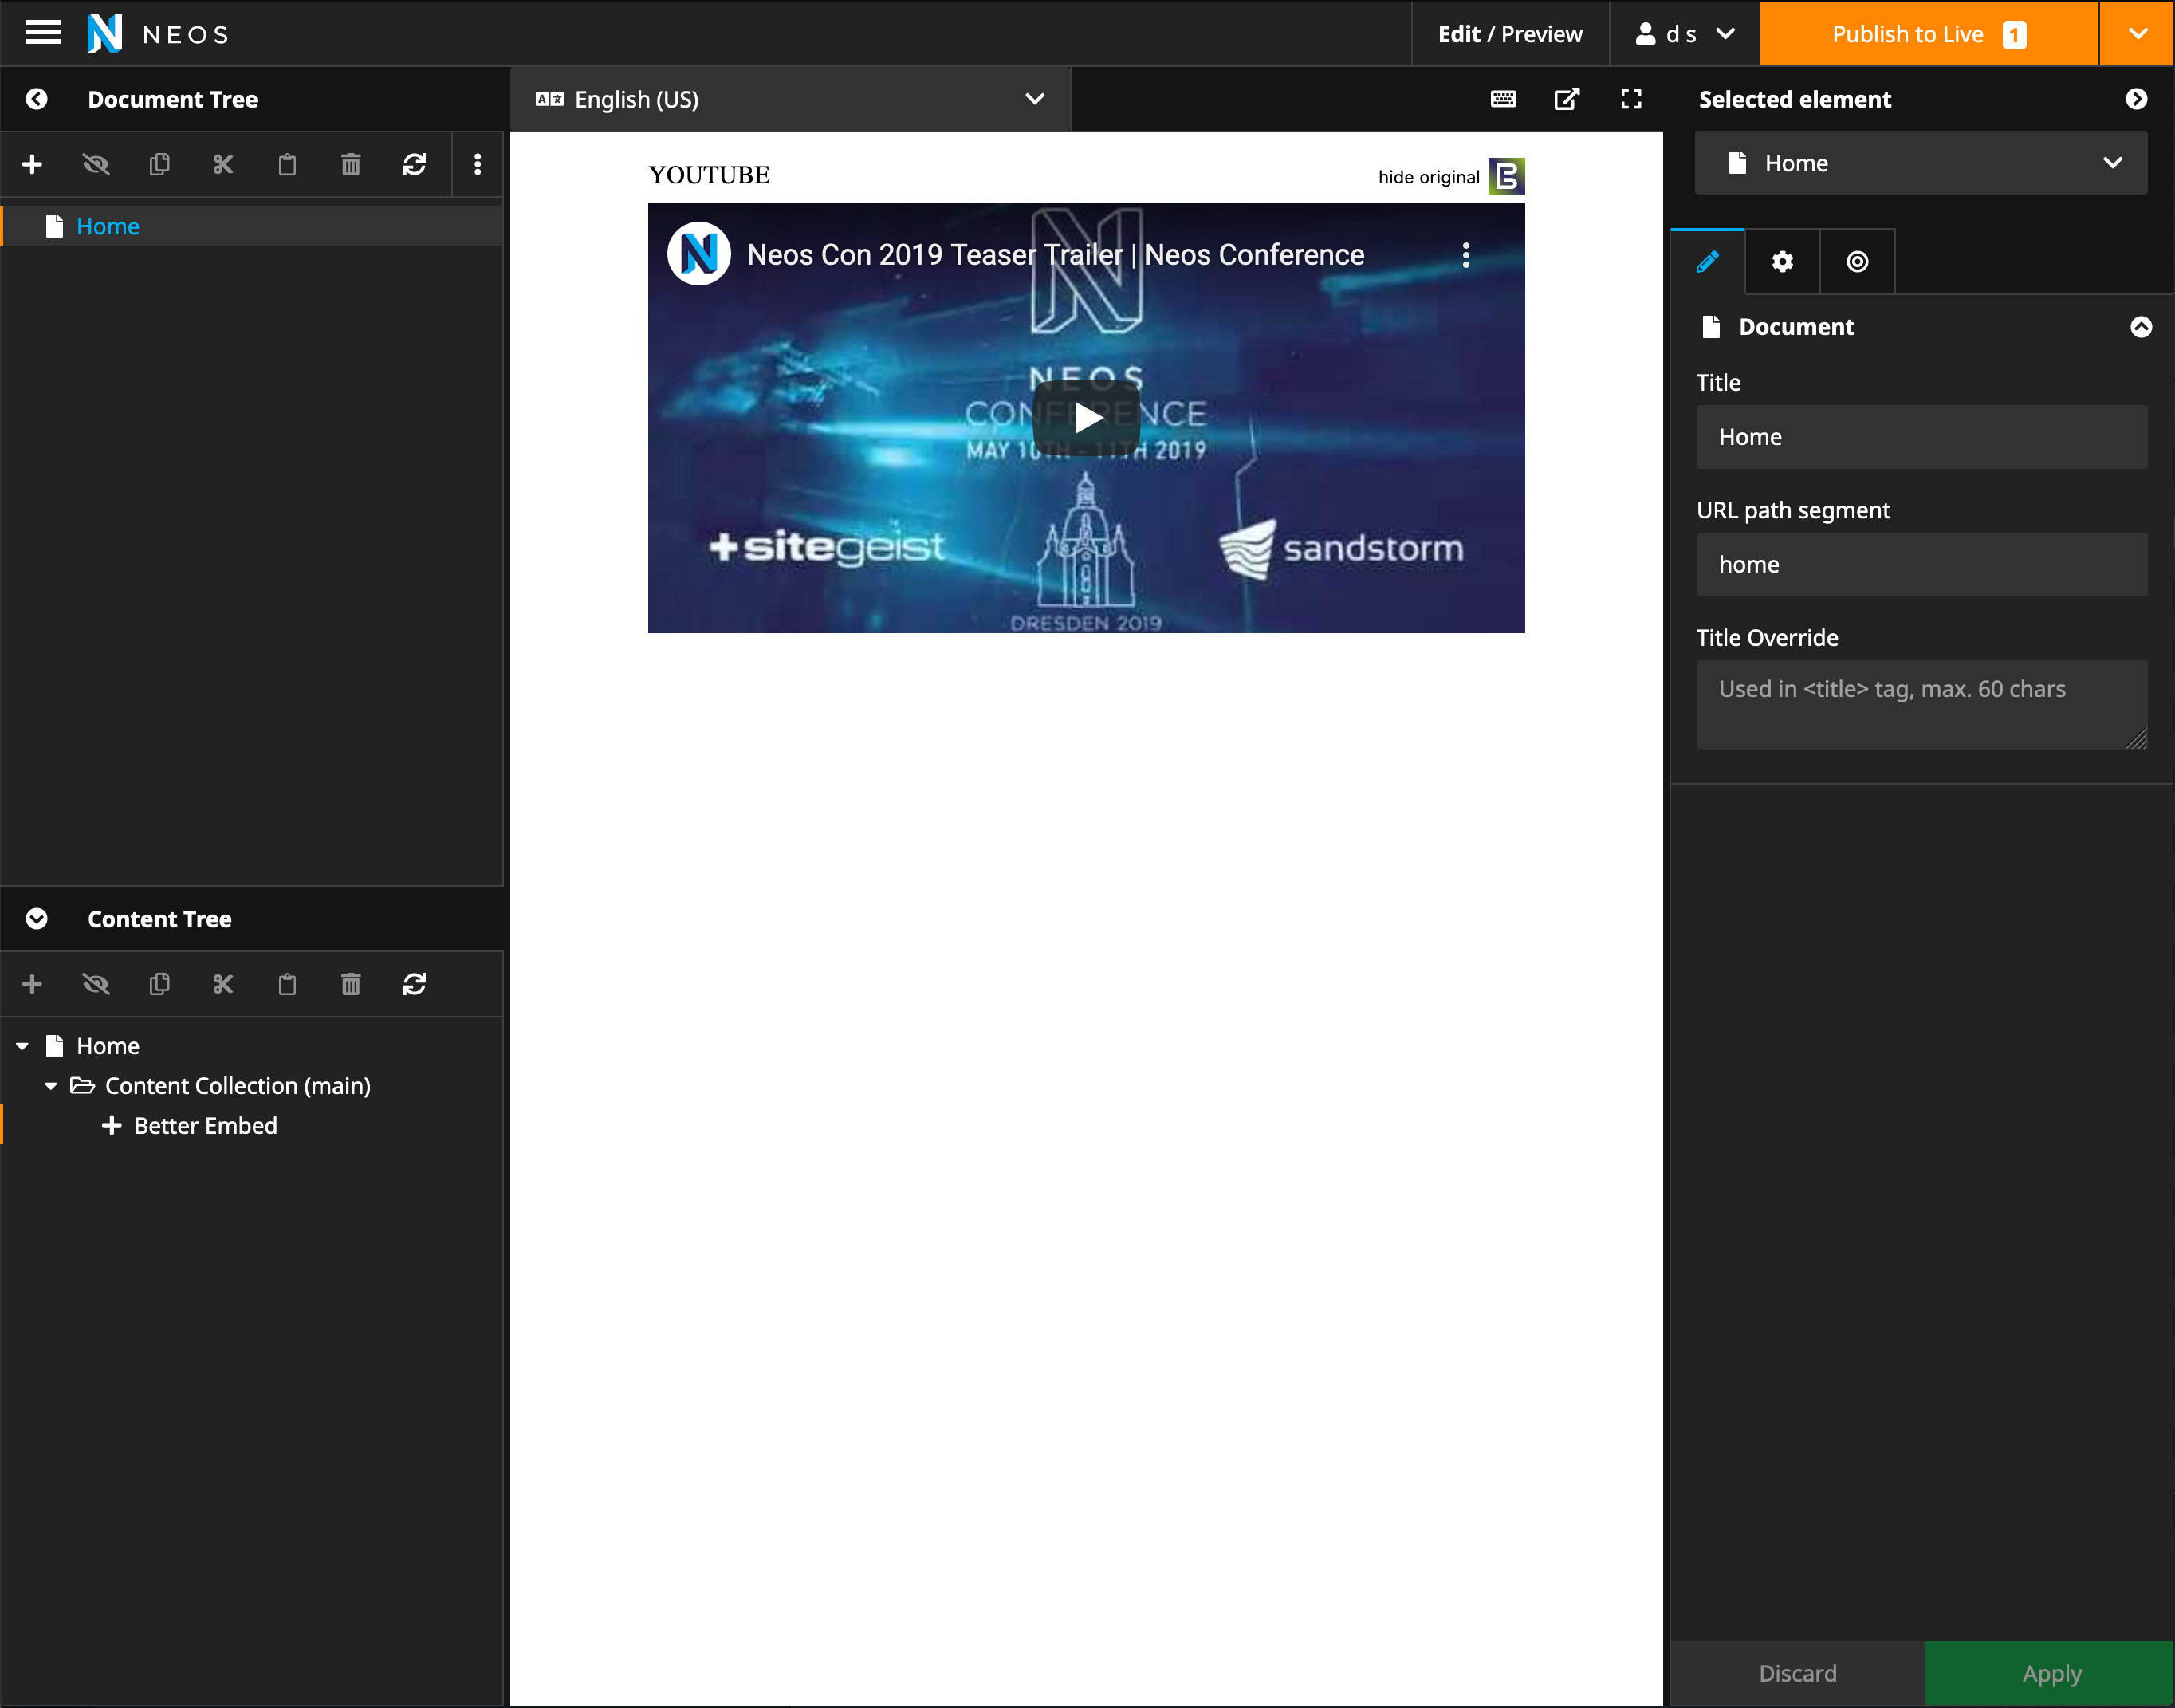 NEOS
Edit / Preview
d s
Publish to Live 1
Document Tree
English (US)
Selected element
Home
Home
YOUTUBE
hide original
Neos Con 2019 Teaser Trailer | Neos Conference
NEOS
CONFERENCE
MAY 10TH - 11TH 2019
sitegeist
sandstorm
DRESDEN 2019
Document
Title
Home
URL path segment
home
Title Override
Used in <title> tag, max. 60 chars
Content Tree
Home
Content Collection (main)
Better Embed
Discard
Apply